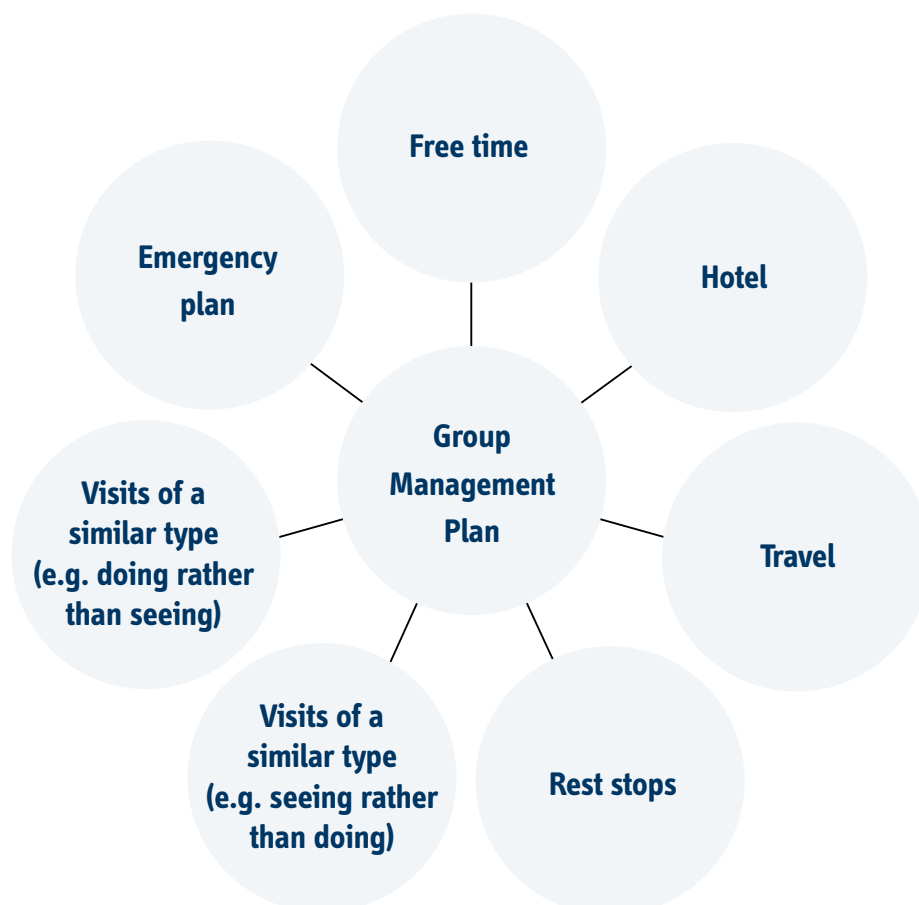 Free time
Emergency
plan
Hotel
Group
Management
Plan
Visits of a
similar type
(e.g. doing rather
than seeing)
Travel
Visits of a
similar type
(e.g. seeing rather
than doing)
Rest stops